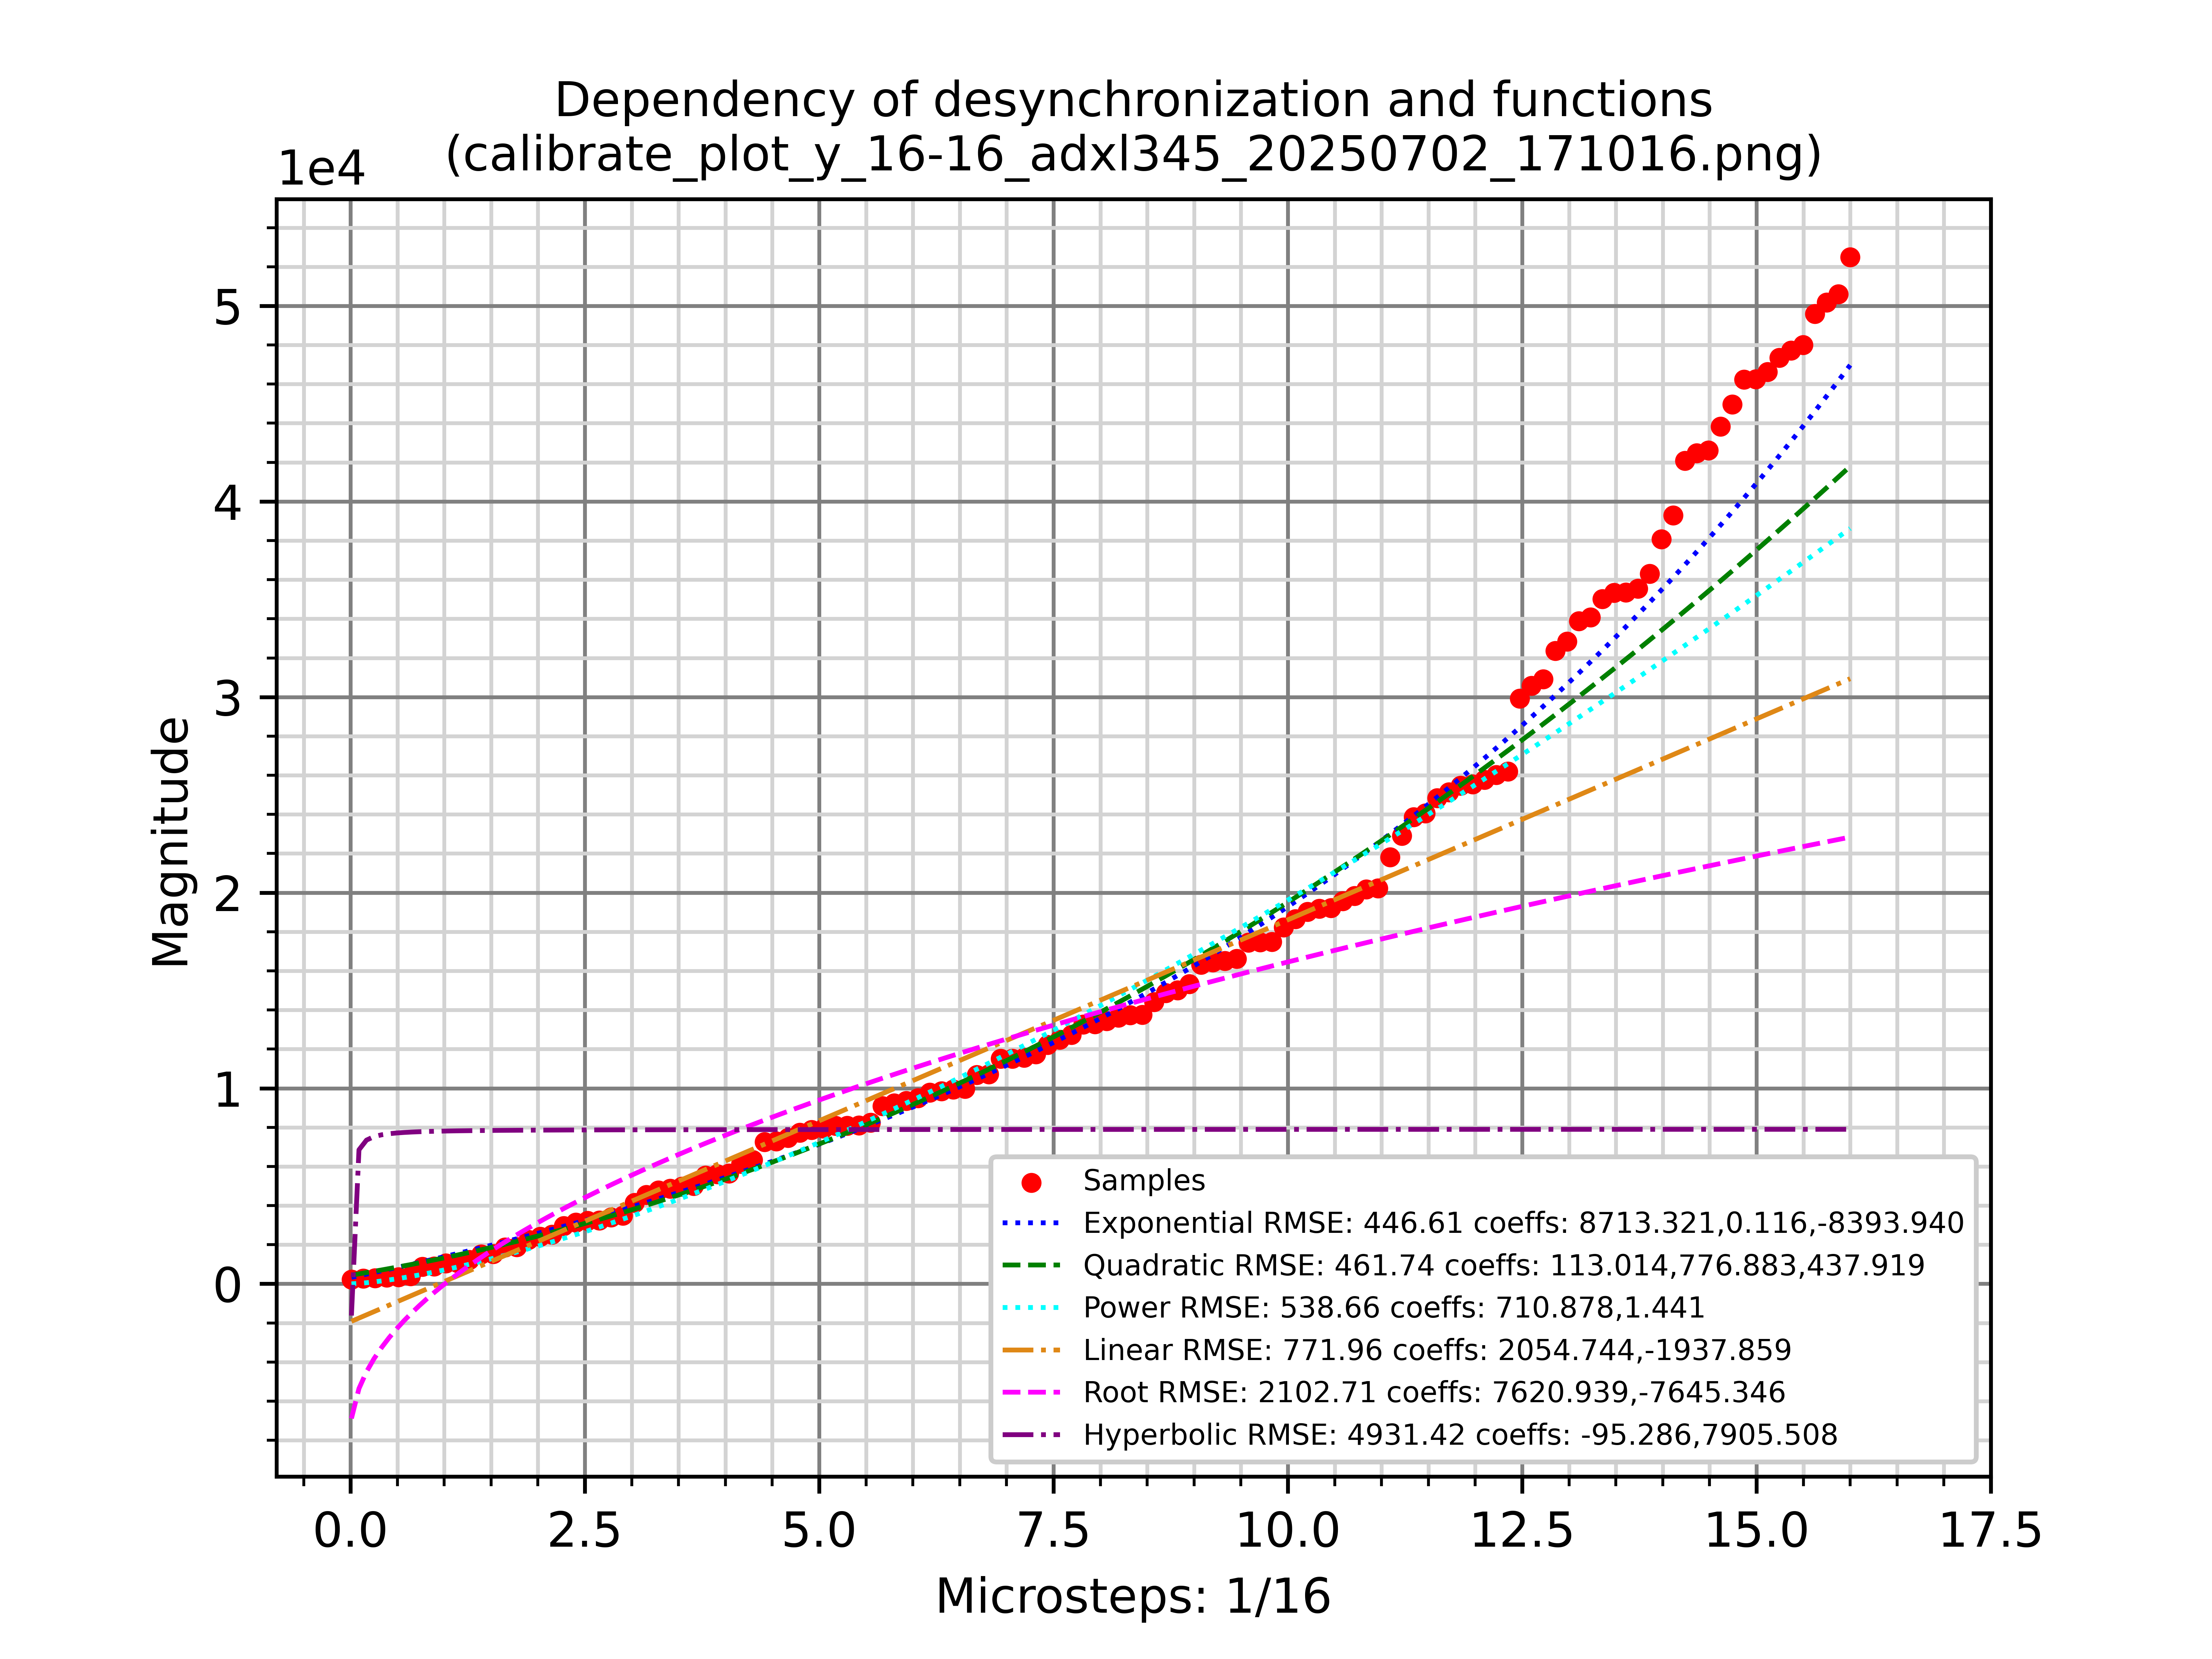 Dependency of desynchronization and functions
(calibrate_plot_y_16-16_adxl345_20250702_171016.png)
1e4
5
4
3
2
1
0
Magnitude
Samples
Exponential RMSE: 446.61 coeffs: 8713.321,0.116,-8393.940
Quadratic RMSE: 461.74 coeffs: 113.014,776.883,437.919
Power RMSE: 538.66 coeffs: 710.878,1.441
Linear RMSE: 771.96 coeffs: 2054.744,-1937.859
Root RMSE: 2102.71 coeffs: 7620.939,-7645.346
Hyperbolic RMSE: 4931.42 coeffs: -95.286,7905.508
0.0 2.5 5.0 7.5 10.0 12.5 15.0 17.5
Microsteps: 1/16